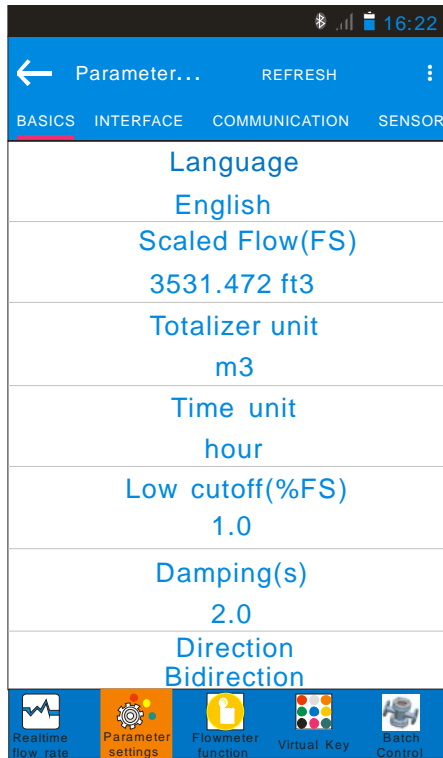 16:22
Parameter... REFRESH
BASICS INTERFACE COMMUNICATION SENSOR
Language
English
Scaled Flow(FS)
3531.472 ft3
Totalizer unit
m3
Time unit
hour
Low cutoff(%FS)
1.0
Damping(s)
2.0
Direction
Bidirection
Realtime
flow rate
Parameter
settings
Flowmeter
function
Virtual Key
Batch
Control